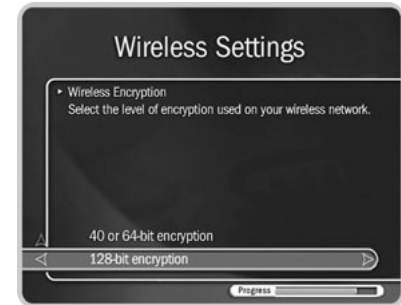 Wireless Settings
Wireless Encryption
Select the level of encryption used on your wireless network.
40 or 64-bit encryption
128-bit encryption
Progress